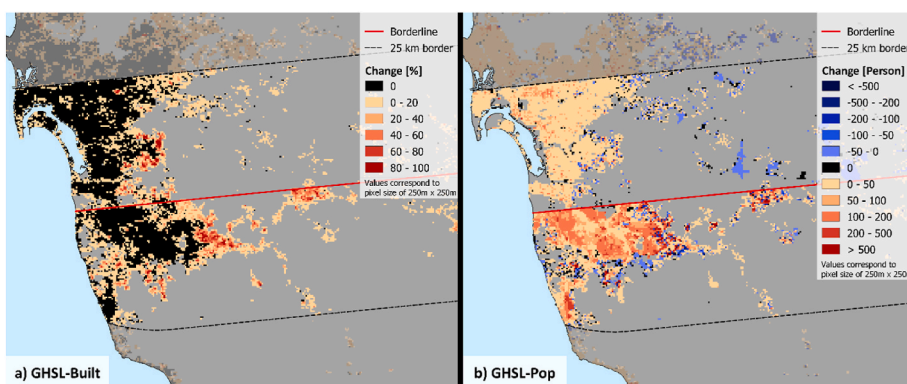 Borderline
25 km border
Change [%]
0
0 - 20
20 - 40
40 - 60
60 - 80
80 - 100
Values correspond to
pixel size of 250m x 250m
a) GHSL-Built
Borderline
25 km border
Change [Person]
< -500
-500 - -200
-200 - -100
-100 - -50
-50 - 0
0
0 - 50
50 - 100
100 - 200
200 - 500
> 500
Values correspond to
pixel size of 250m x 250
b) GHSL-Pop